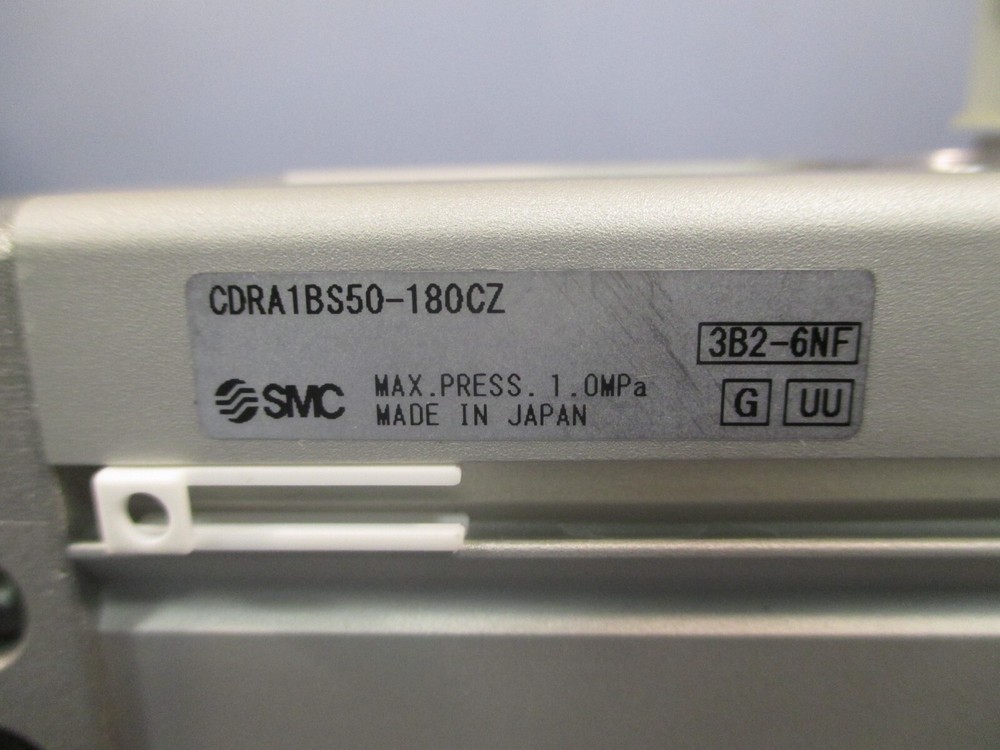 CDRA1BS50-180CZ
3B2-6NF
SMC MAX.PRESS. 1.0MPa
MADE IN JAPAN
G UU